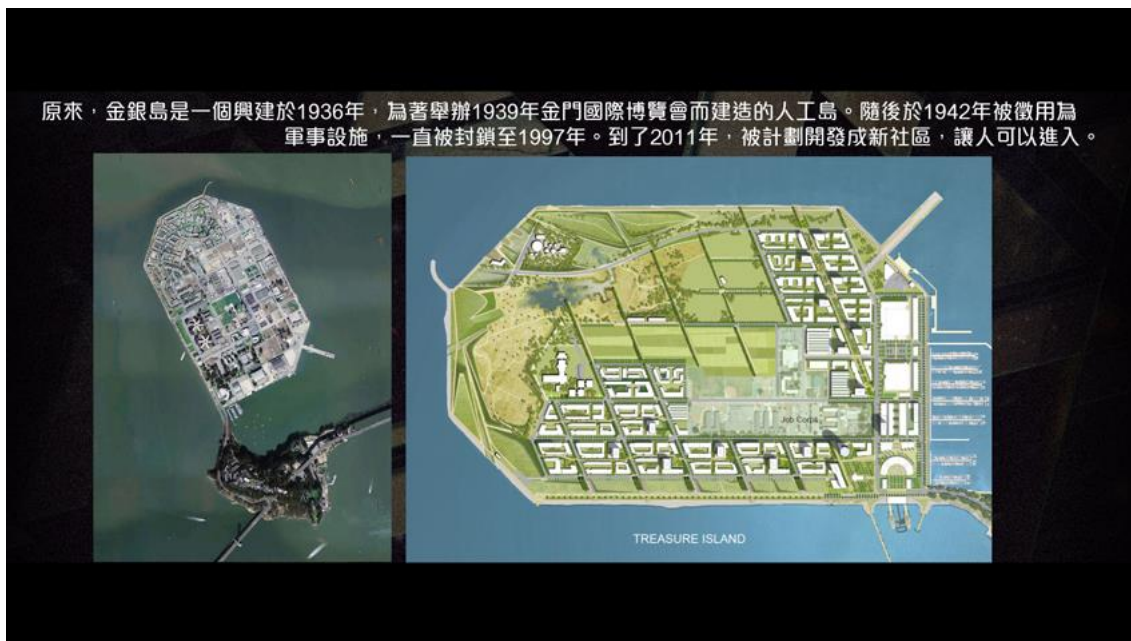 原來，金銀島是一個興建於1936年，為著舉辦1939年金門國際博覽會而建造的人工島。隨後於1942年被徵用為
軍事設施，一直被封鎖至1997年。到了2011年，被計劃開發成新社區，讓人可以進入。
Job Corps
TREASURE ISLAND